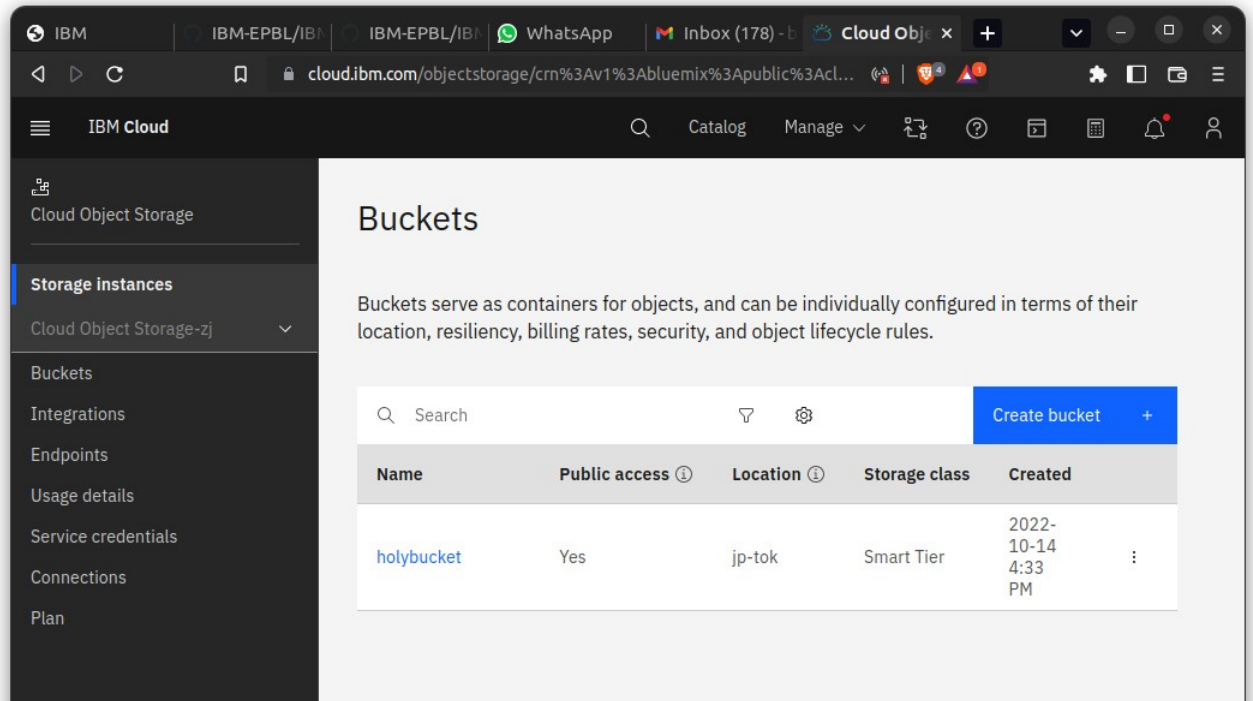 IBM
IBM-EPBL/IBM
IBM-EPBL/IBM
WhatsApp
Inbox (178) - b
Cloud Obje
cloud.ibm.com/objectstorage/crn%3Av1%3Abluemix%3Apublic%3Acl...
4
1
IBM Cloud
Catalog
Manage
Cloud Object Storage
Storage instances
Cloud Object Storage-zj
Buckets
Integrations
Endpoints
Usage details
Service credentials
Connections
Plan
Buckets
Buckets serve as containers for objects, and can be individually configured in terms of their
location, resiliency, billing rates, security, and object lifecycle rules.
Search
Create bucket +
Name Public access Location Storage class Created
holybucket Yes jp-tok Smart Tier 2022-
10-14
4:33
PM